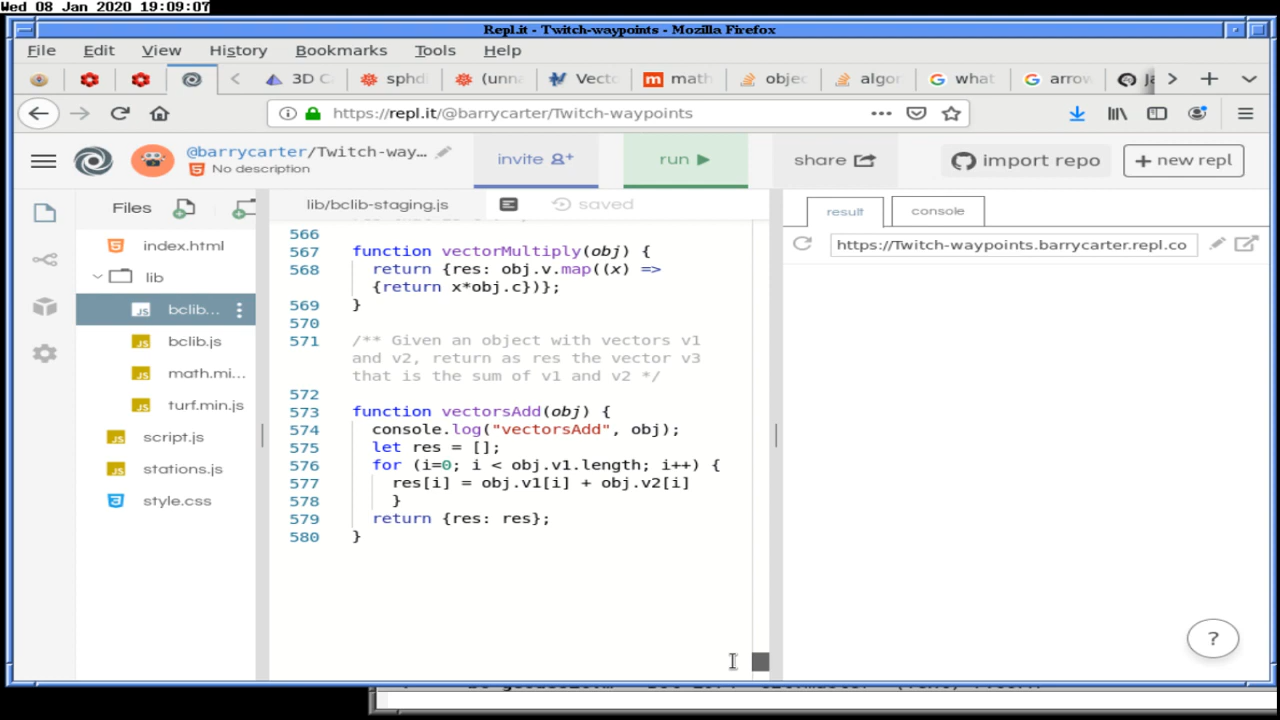 Wed 08 Jan 2020 19:09:07
Repl.it - Twitch-waypoints - Mozilla Firefox
File Edit View History Bookmarks Tools Help
3D C sphd (unna Vecto math objec algor what arrow
https://repl.it/@barrycarter/Twitch-waypoints
@barrycarter/Twitch-way...
No description
invite
run
share
import repo
+ new repl
Files
index.html
lib
bclib...
bclib.js
math.mi...
turf.min.js
script.js
stations.js
style.css
lib/bclib-staging.js
saved
566
567 function vectorMultiply(obj) {
568 return {res: obj.v.map((x) =>
{return x*obj.c})};
569 }
570
571 /** Given an object with vectors v1
and v2, return as res the vector v3
that is the sum of v1 and v2 */
572
573 function vectorsAdd(obj) {
574 console.log("vectorsAdd", obj);
575 let res = [];
576 for (i=0; i < obj.v1.length; i++) {
577 res[i] = obj.v1[i] + obj.v2[i]
578 }
579 return {res: res};
580 }
result console
https://Twitch-waypoints.barrycarter.repl.co
?